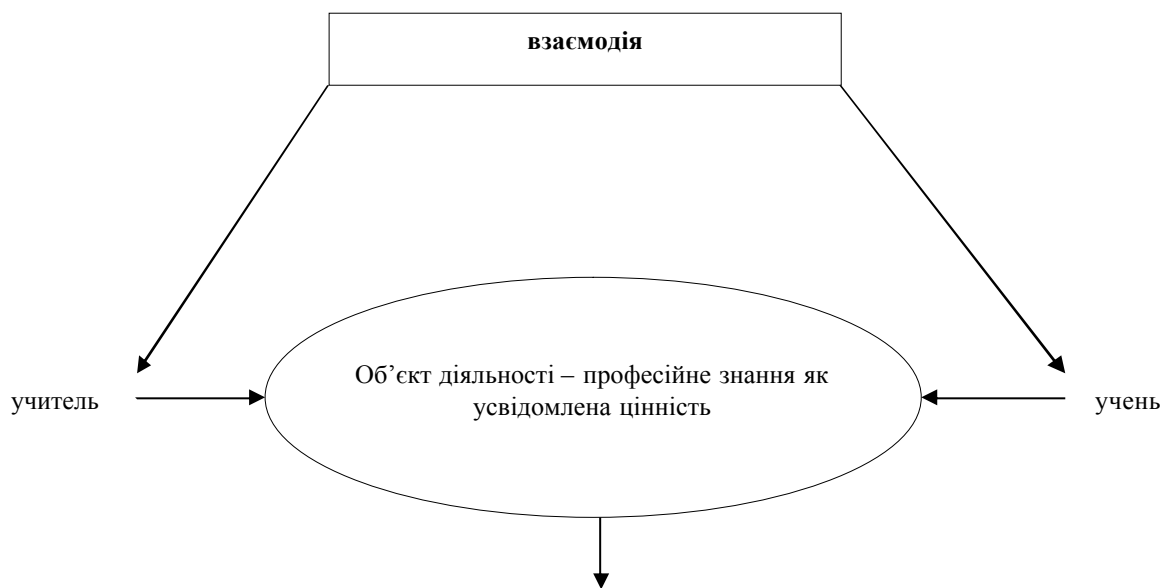 взаємодія
Об’єкт діяльності – професійне знання як
усвідомлена цінність
учитель
учень